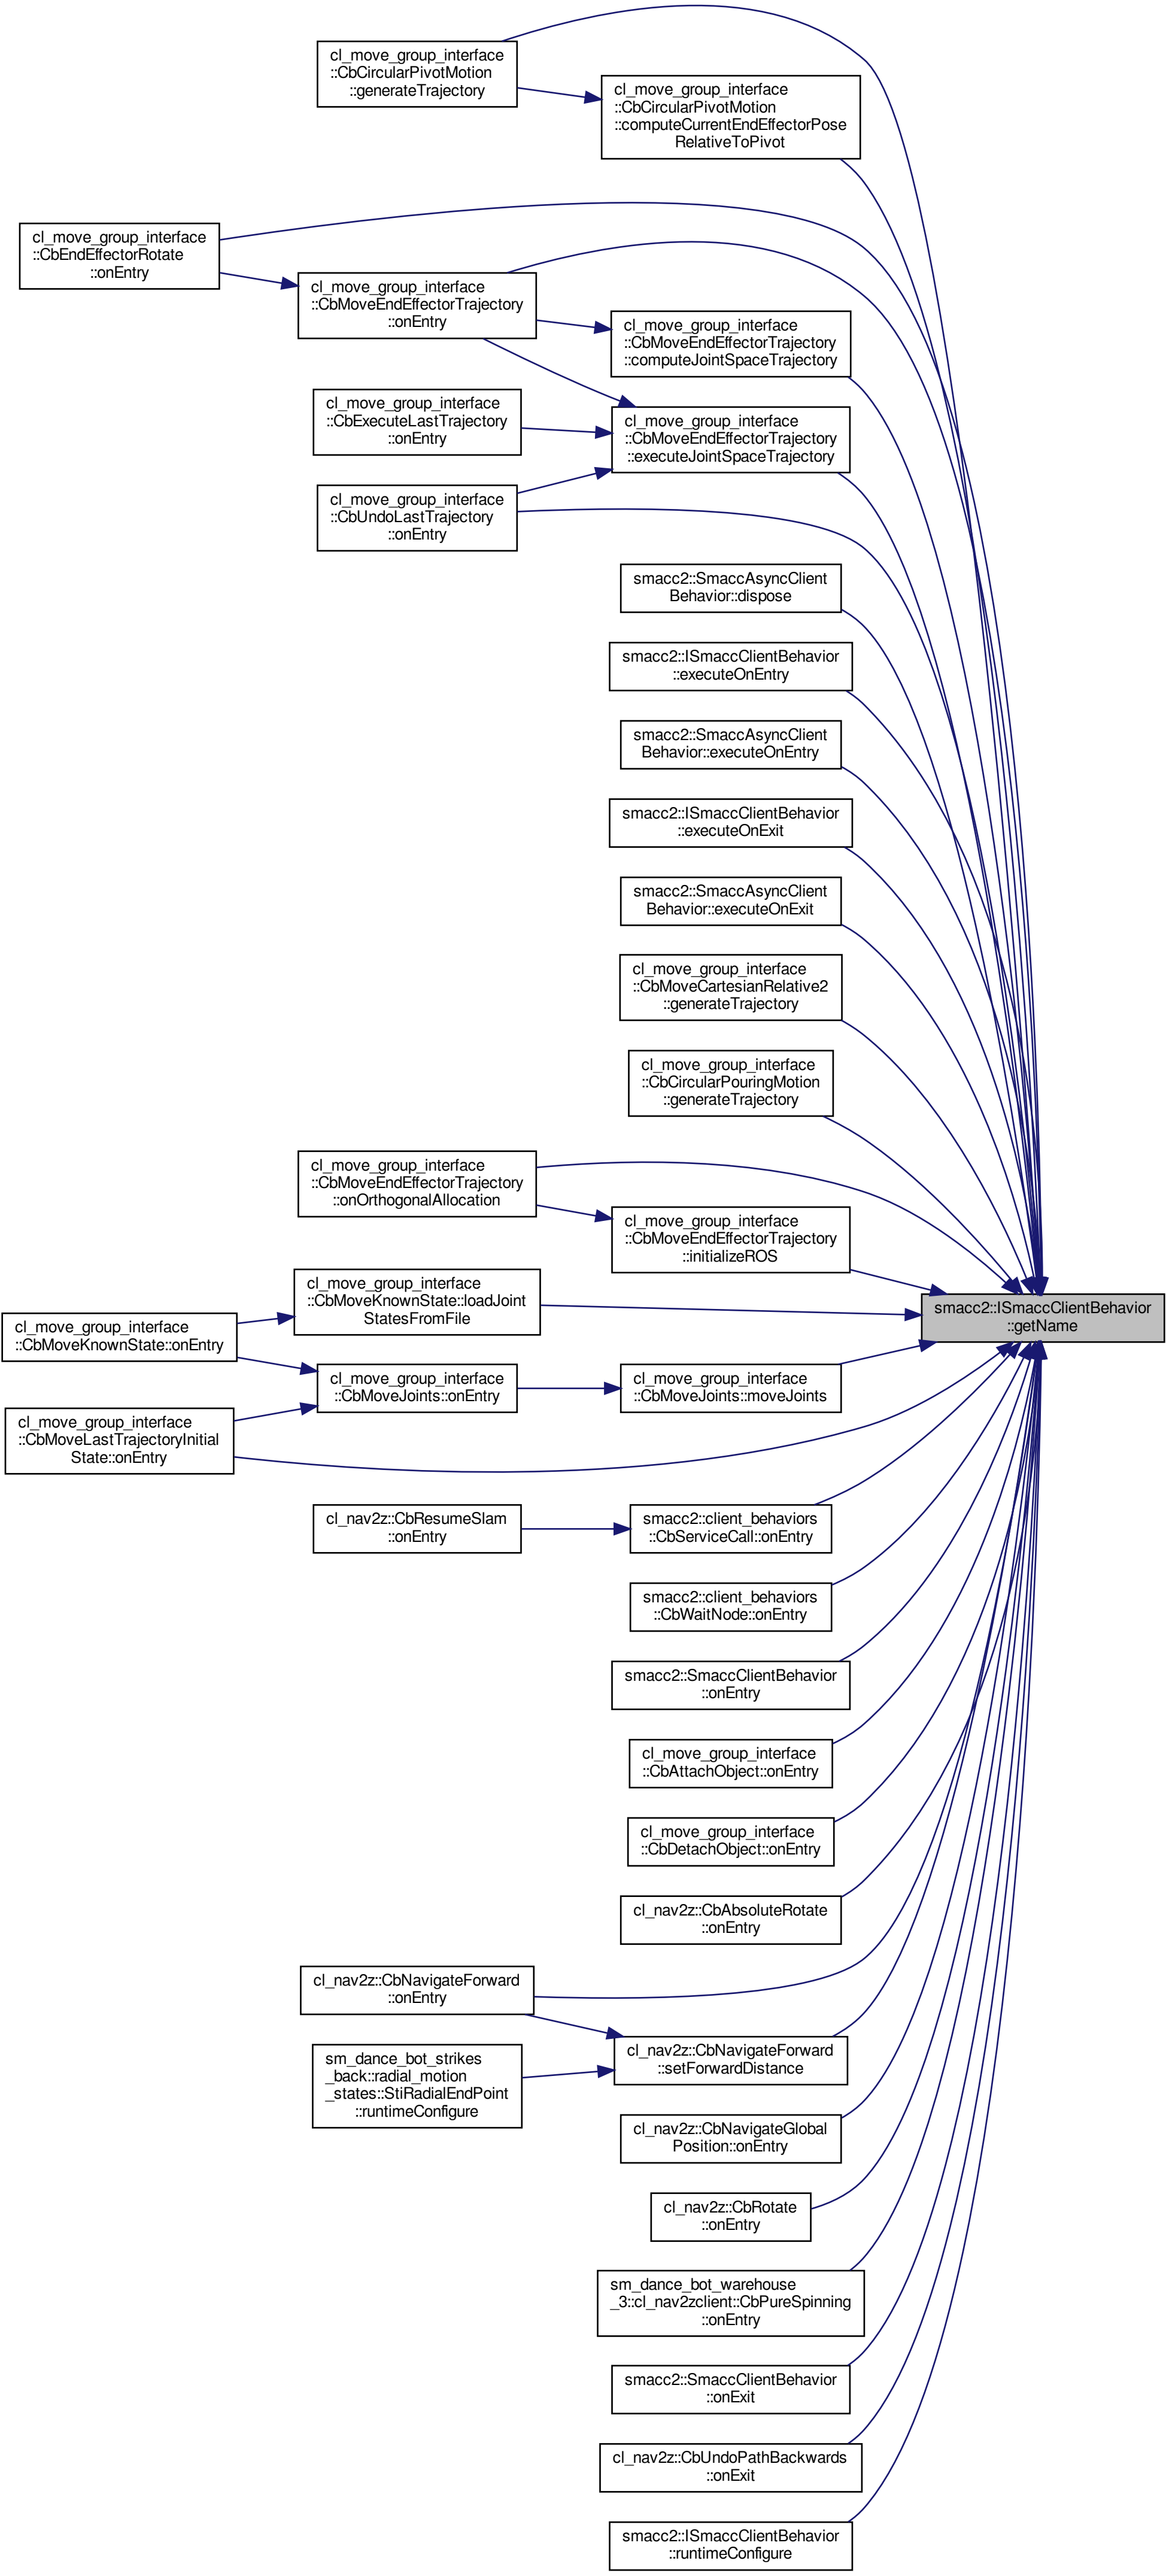 cl_move_group_interface
::CbCircularPivotMotion
::generateTrajectory
cl_move_group_interface
::CbCircularPivotMotion
::computeCurrentEndEffectorPose
RelativeToPivot
cl_move_group_interface
::CbEndEffectorRotate
::onEntry
cl_move_group_interface
::CbMoveEndEffectorTrajectory
::onEntry
cl_move_group_interface
::CbMoveEndEffectorTrajectory
::computeJointSpaceTrajectory
cl_move_group_interface
::CbExecuteLastTrajectory
::onEntry
cl_move_group_interface
::CbMoveEndEffectorTrajectory
::executeJointSpaceTrajectory
cl_move_group_interface
::CbUndoLastTrajectory
::onEntry
smacc2::SmaccAsyncClient
Behavior::dispose
smacc2::ISmaccClientBehavior
::executeOnEntry
smacc2::SmaccAsyncClient
Behavior::executeOnEntry
smacc2::ISmaccClientBehavior
::executeOnExit
smacc2::SmaccAsyncClient
Behavior::executeOnExit
cl_move_group_interface
::CbMoveCartesianRelative2
::generateTrajectory
cl_move_group_interface
::CbCircularPouringMotion
::generateTrajectory
cl_move_group_interface
::CbMoveEndEffectorTrajectory
::onOrthogonalAllocation
cl_move_group_interface
::CbMoveEndEffectorTrajectory
::initializeROS
cl_move_group_interface
::CbMoveKnownState::loadJoint
StatesFromFile
smacc2::ISmaccClientBehavior
::getName
cl_move_group_interface
::CbMoveKnownState::onEntry
cl_move_group_interface
::CbMoveJoints::onEntry
cl_move_group_interface
::CbMoveJoints::moveJoints
cl_move_group_interface
::CbMoveLastTrajectoryInitial
State::onEntry
cl_nav2z::CbResumeSlam
::onEntry
smacc2::client_behaviors
::CbServiceCall::onEntry
smacc2::client_behaviors
::CbWaitNode::onEntry
smacc2::SmaccClientBehavior
::onEntry
cl_move_group_interface
::CbAttachObject::onEntry
cl_move_group_interface
::CbDetachObject::onEntry
cl_nav2z::CbAbsoluteRotate
::onEntry
cl_nav2z::CbNavigateForward
::onEntry
cl_nav2z::CbNavigateForward
::setForwardDistance
sm_dance_bot_strikes
_back::radial_motion
_states::StiRadialEndPoint
::runtimeConfigure
cl_nav2z::CbNavigateGlobal
Position::onEntry
cl_nav2z::CbRotate
::onEntry
sm_dance_bot_warehouse
_3::cl_nav2zclient::CbPureSpinning
::onEntry
smacc2::SmaccClientBehavior
::onExit
cl_nav2z::CbUndoPathBackwards
::onExit
smacc2::ISmaccClientBehavior
::runtimeConfigure